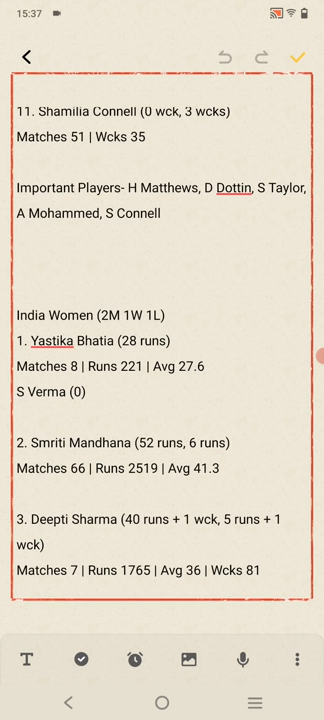 15:37
11. Shamilia Connell (0 wck, 3 wcks)
Matches 51 | Wcks 35
Important Players- H Matthews, D Dottin, S Taylor,
A Mohammed, S Connell
India Women (2M 1W 1L)
1. Yastika Bhatia (28 runs)
Matches 8 | Runs 221 | Avg 27.6
S Verma (0)
2. Smriti Mandhana (52 runs, 6 runs)
Matches 66 | Runs 2519 | Avg 41.3
3. Deepti Sharma (40 runs + 1 wck, 5 runs + 1
wck)
Matches 7 | Runs 1765 | Avg 36 | Wcks 81
T